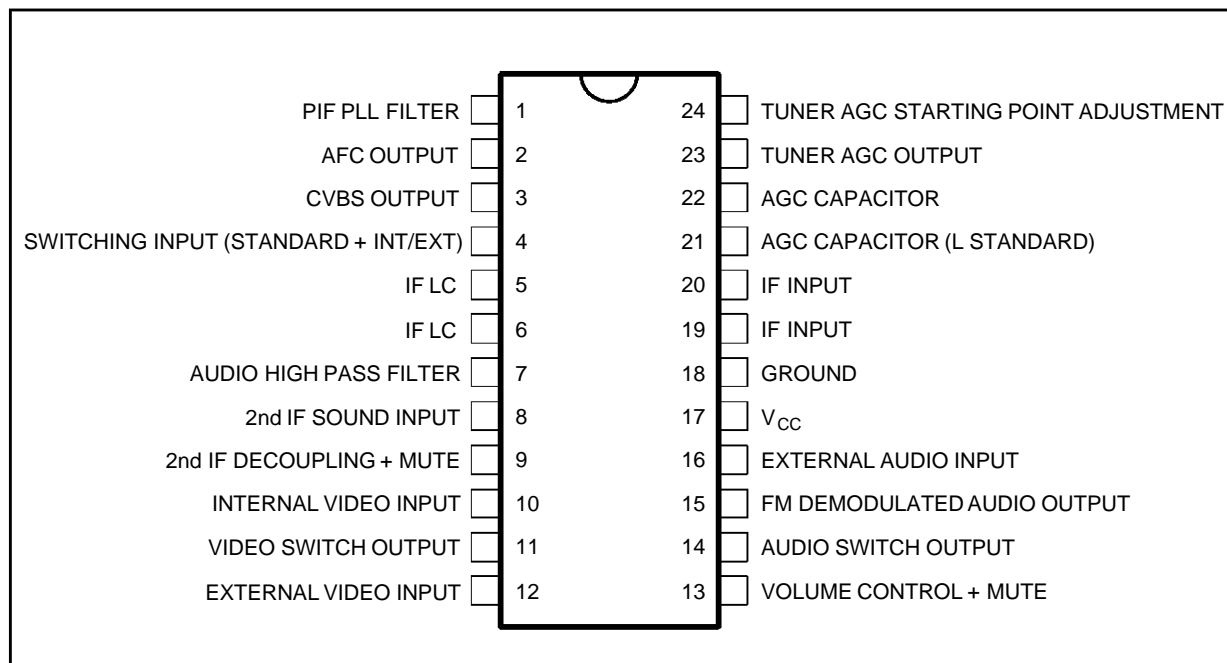 PIF PLL FILTER 1 24 TUNER AGC STARTING POINT ADJUSTMENT
AFC OUTPUT 2 23 TUNER AGC OUTPUT
CVBS OUTPUT 3 22 AGC CAPACITOR
SWITCHING INPUT (STANDARD + INT/EXT) 4 21 AGC CAPACITOR (L STANDARD)
IF LC 5 20 IF INPUT
IF LC 6 19 IF INPUT
AUDIO HIGH PASS FILTER 7 18 GROUND
2nd IF SOUND INPUT 8 17 VCC
2nd IF DECOUPLING + MUTE 9 16 EXTERNAL AUDIO INPUT
INTERNAL VIDEO INPUT 10 15 FM DEMODULATED AUDIO OUTPUT
VIDEO SWITCH OUTPUT 11 14 AUDIO SWITCH OUTPUT
EXTERNAL VIDEO INPUT 12 13 VOLUME CONTROL + MUTE